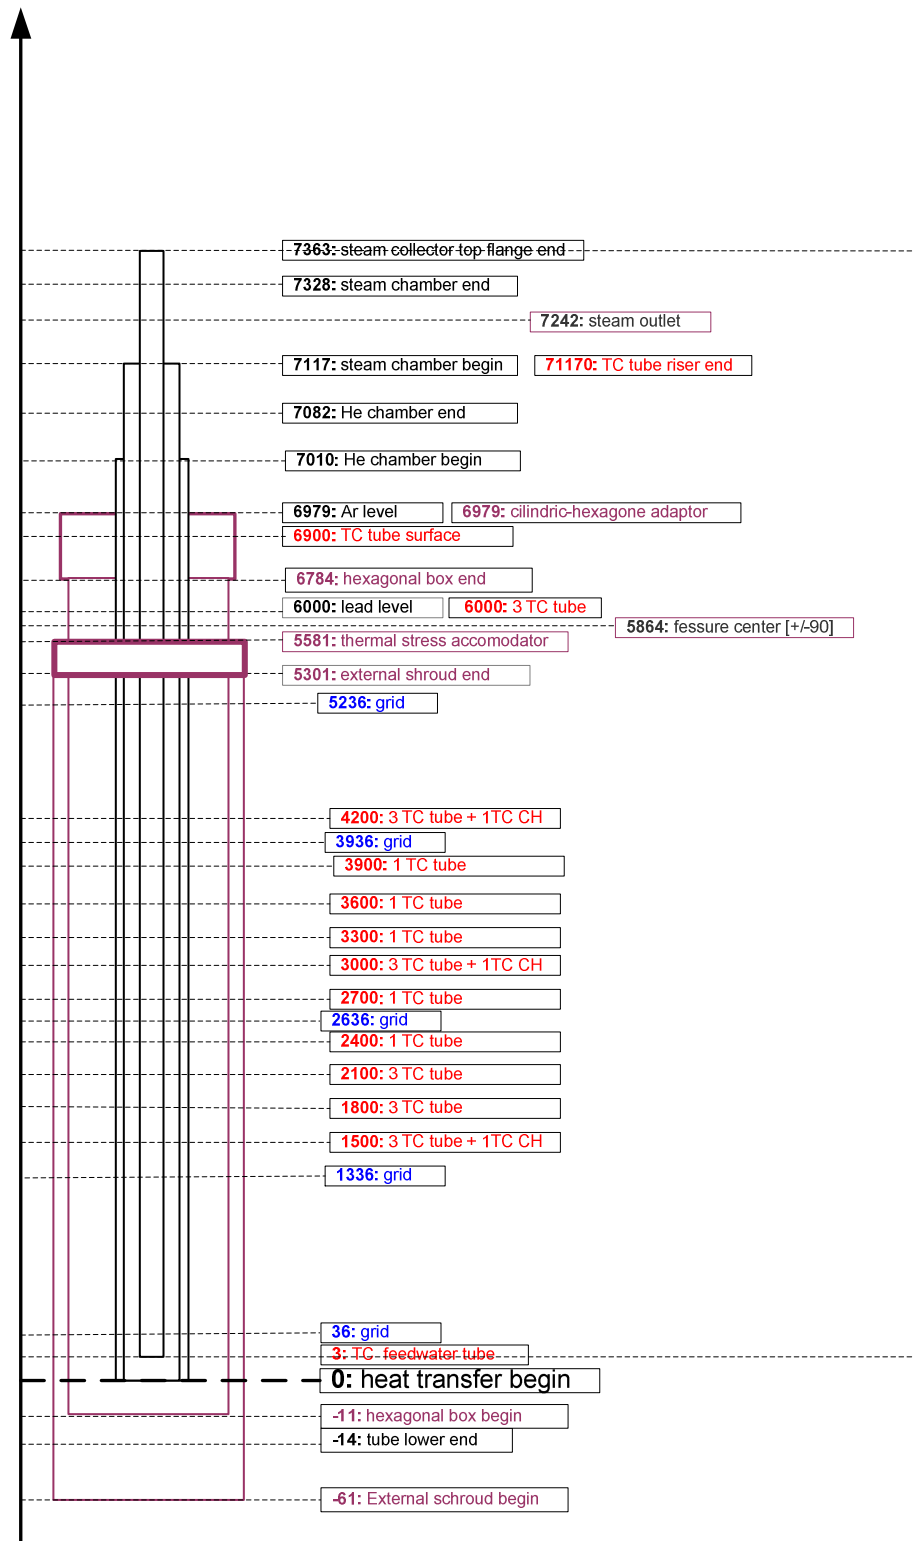 7363: steam collector top flange end
7328: steam chamber end
7242: steam outlet
7117: steam chamber begin 71170: TC tube riser end
7082: He chamber end
7010: He chamber begin
6979: Ar level 6979: cilindric-hexagone adaptor
6900: TC tube surface
6784: hexagonal box end
6000: lead level 6000: 3 TC tube
5864: fessure center [+/-90]
5581: thermal stress accomodator
5301: external shroud end
5236: grid
4200: 3 TC tube + 1TC CH
3936: grid
3900: 1 TC tube
3600: 1 TC tube
3300: 1 TC tube
3000: 3 TC tube + 1TC CH
2700: 1 TC tube
2636: grid
2400: 1 TC tube
2100: 3 TC tube
1800: 3 TC tube
1500: 3 TC tube + 1TC CH
1336: grid
36: grid
3: TC feedwater tube
0: heat transfer begin
-11: hexagonal box begin
-14: tube lower end
-61: External schroud begin